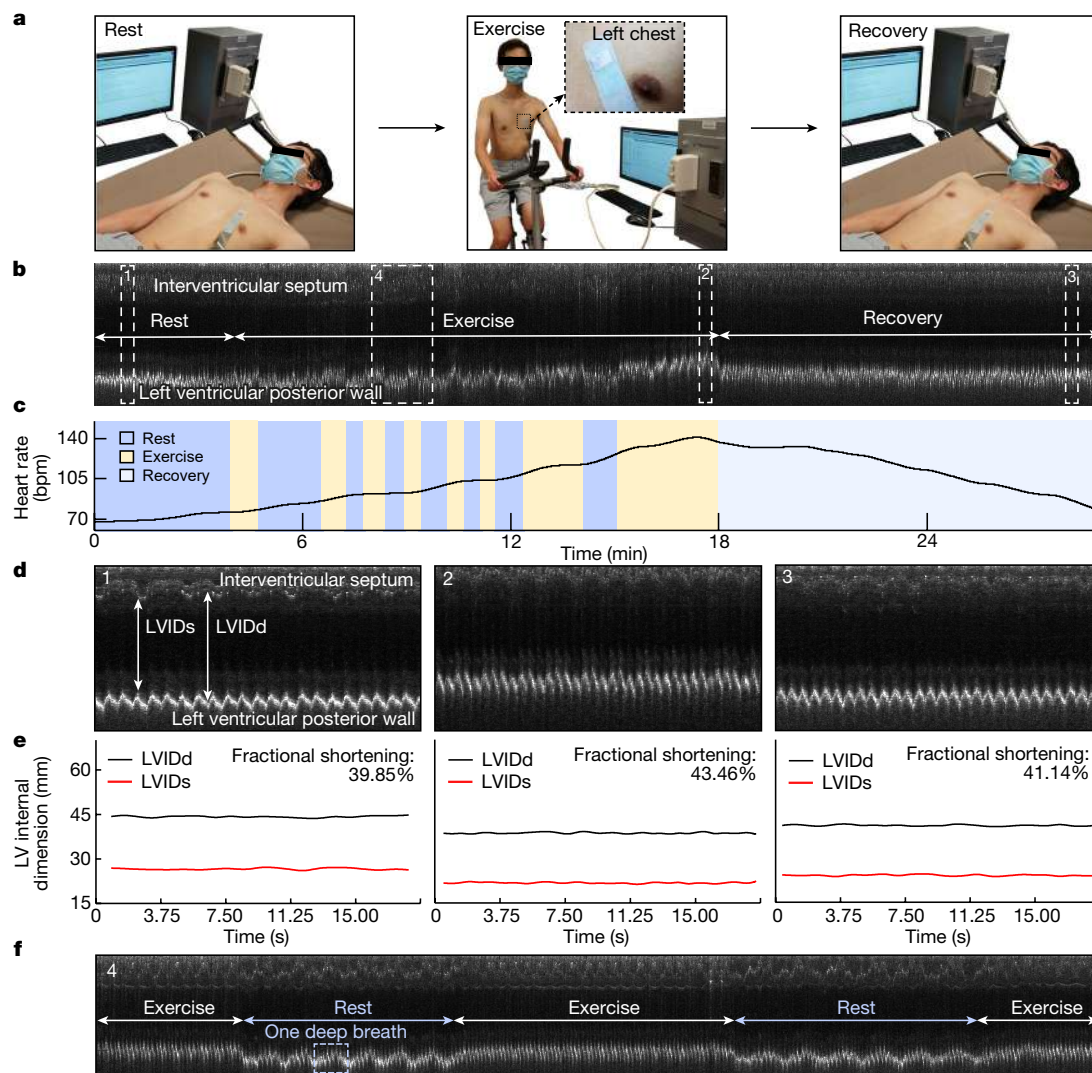 a
Rest
Exercise
Left chest
Recovery
b
1
4
2
3
Interventricular septum
Rest
Exercise
Recovery
Left ventricular posterior wall
c
Heart rate
(bpm)
140
105
70
Rest
Exercise
Recovery
0
6
12
18
24
Time (min)
d
1
Interventricular septum
LVIDs
LVIDd
Left ventricular posterior wall
2
3
e
LV internal
dimension (mm)
60
45
30
15
LVIDd
LVIDs
Fractional shortening:
39.85%
0
3.75
7.50
11.25
15.00
Time (s)
LVIDd
LVIDs
Fractional shortening:
43.46%
0
3.75
7.50
11.25
15.00
Time (s)
LVIDd
LVIDs
Fractional shortening:
41.14%
0
3.75
7.50
11.25
15.00
Time (s)
f
4
Exercise
Rest
Exercise
Rest
Exercise
One deep breath